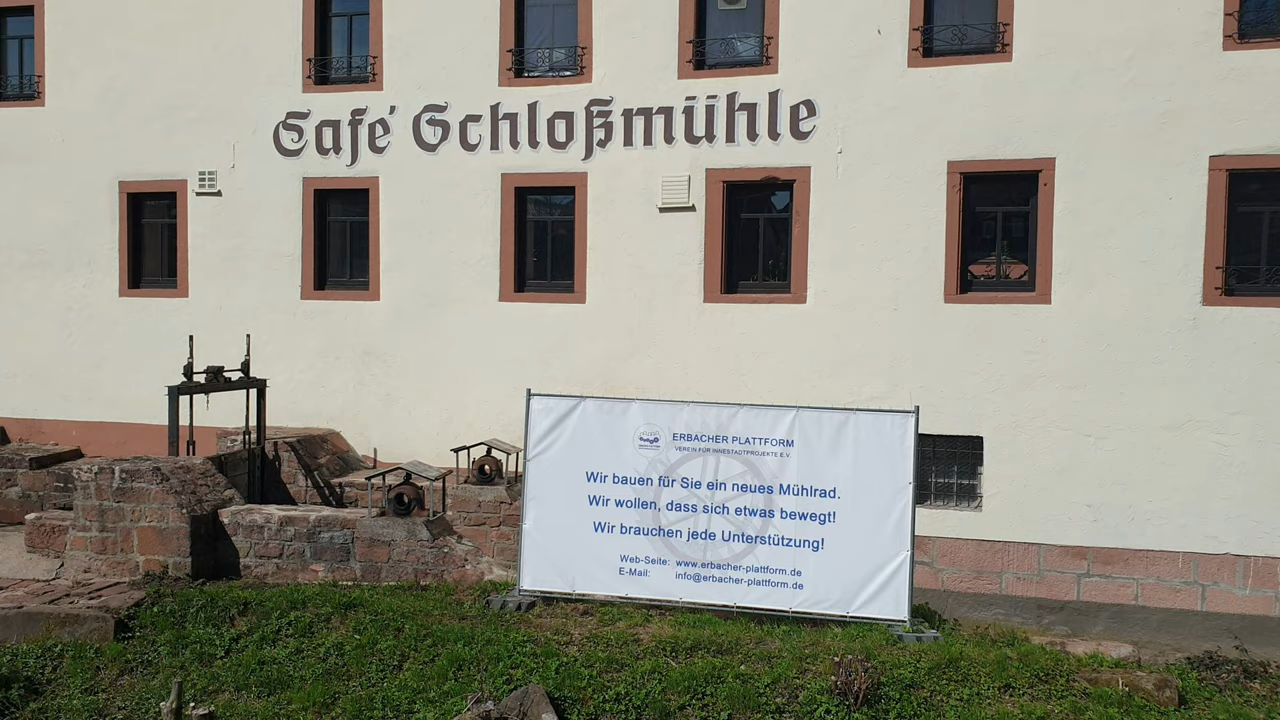 Café Schloßmühle
ERBACHER PLATTFORM
VEREIN FÜR INNESTADTPROJEKTE E.V.
Wir bauen für Sie ein neues Mühlrad.
Wir wollen, dass sich etwas bewegt!
Wir brauchen jede Unterstützung!
Web-Seite: www.erbacher-plattform.de
E-Mail: info@erbacher-plattform.de